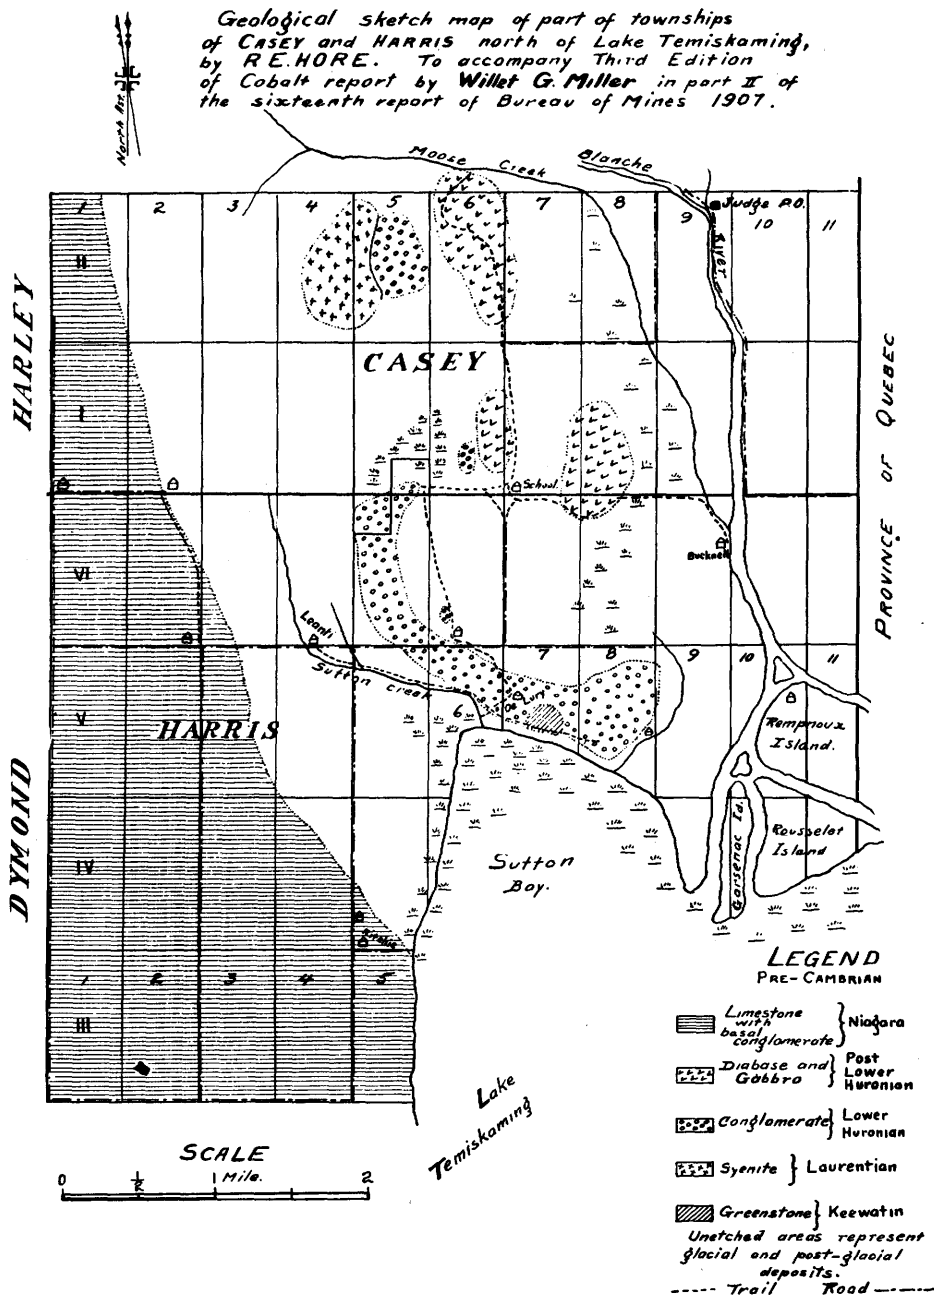 Geological sketch map of part of townships
of CASEY and HARRIS north of Lake Temiskaming,
by R.E. HORE. To accompany Third Edition
of Cobalt report by Willet G. Miller in part II of
the sixteenth report of Bureau of Mines 1907.
North Ast.
Moose Creek
Blanche
River
Judge P.O.
1 2 3 4 5 6 7 8 9 10 11
II
HARLEY
CASEY
PROVINCE OF QUEBEC
I
School
Bucknell
VI
Leanti
Sutton Creek
6 7 8 9 10 11
Lury
V
HARRIS
Rempnoux
Island.
DYMOND
Sutton
Bay.
Garsenac Ed.
Rousselot
Island
IV
Ritchie
1 2 3 4 5
III
Lake
Temiskaming
LEGEND
PRE-CAMBRIAN
Limestone
with
basal
conglomerate } Niagara
Diabase and
Gabbro } Post
Lower
Huronian
Conglomerate } Lower
Huronian
Syenite } Laurentian
Greenstone } Keewatin
Unetched areas represent
glacial and post-glacial
deposits.
Trail Road
SCALE
0 1/2 1 Mile. 2